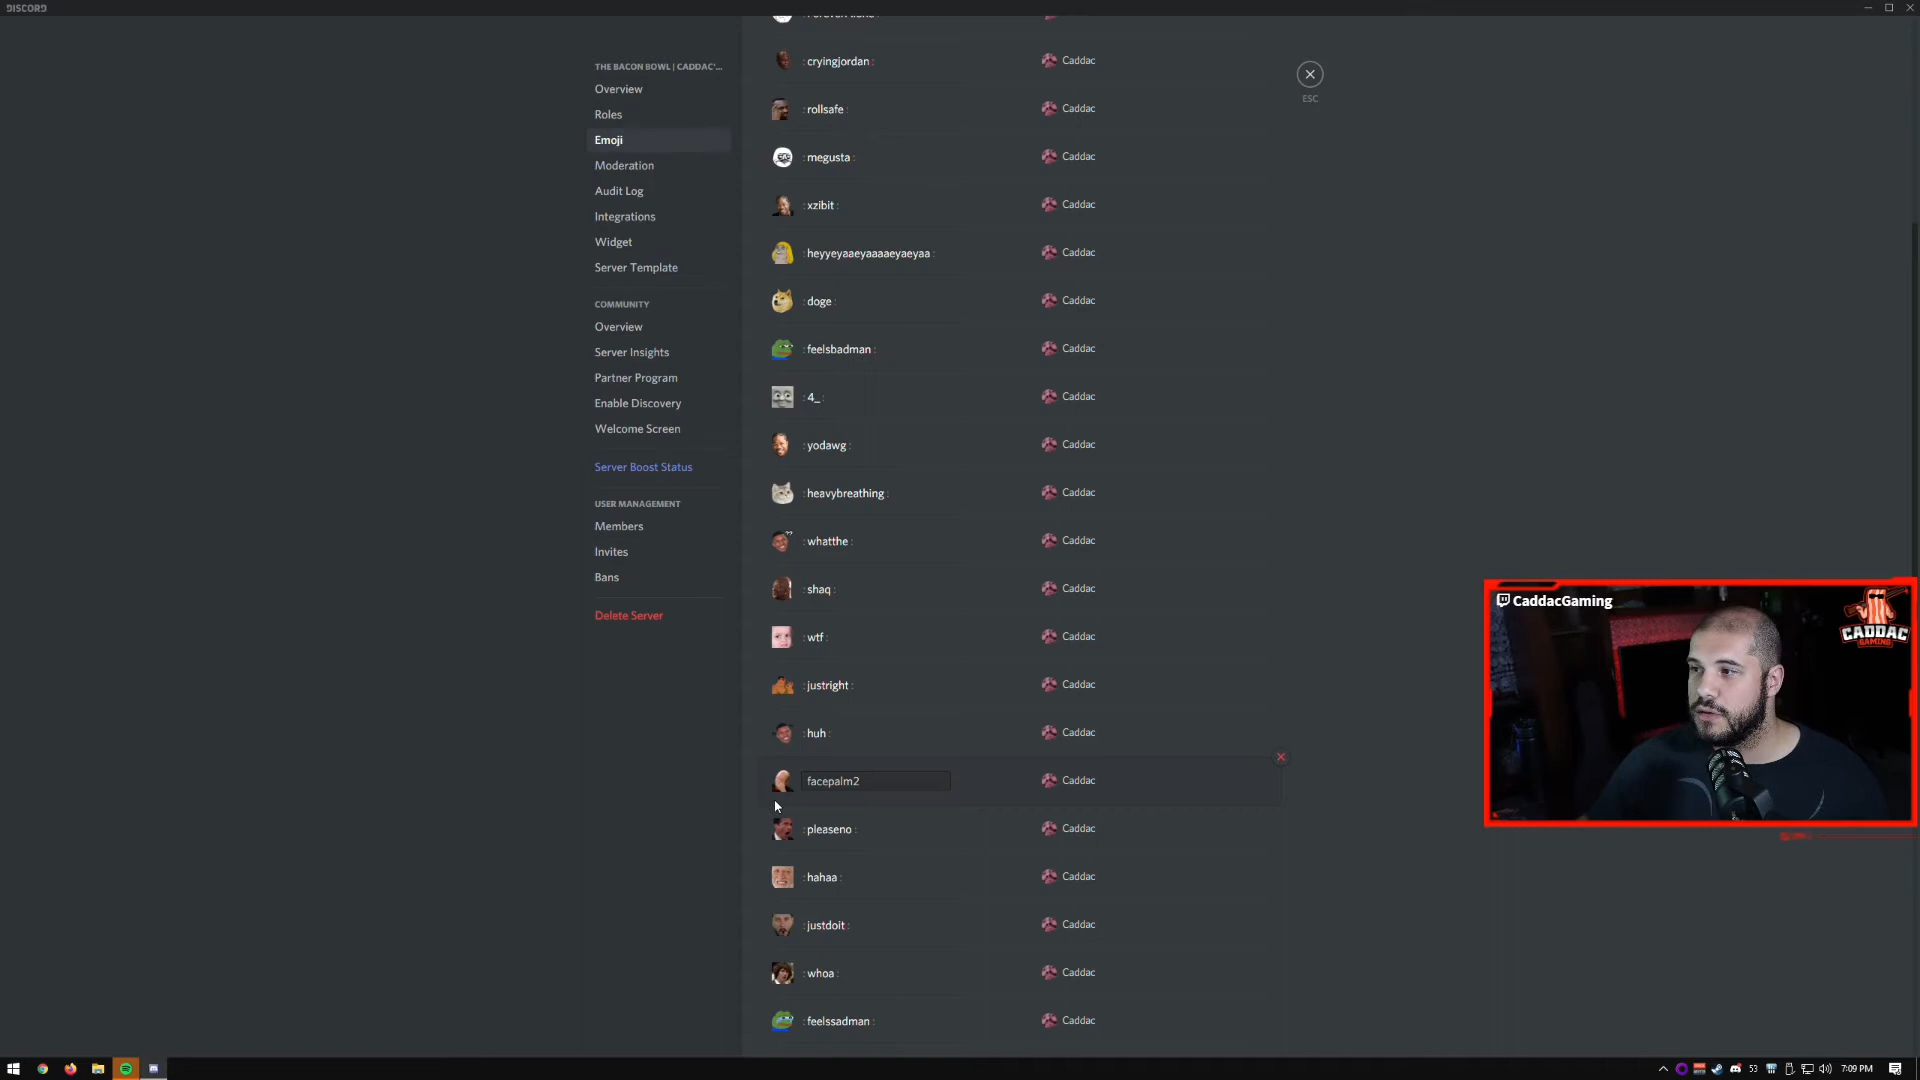 DISCORD
THE BACON BOWL | CADDAC'...
Overview
Roles
Emoji
Moderation
Audit Log
Integrations
Widget
Server Template
COMMUNITY
Overview
Server Insights
Partner Program
Enable Discovery
Welcome Screen
Server Boost Status
USER MANAGEMENT
Members
Invites
Bans
Delete Server
:cryingjordan: Caddac
:rollsafe: Caddac
:megusta: Caddac
:xzibit: Caddac
:heyyeyaaeyaaaaeyaeyaa: Caddac
:doge: Caddac
:feelsbadman: Caddac
:4_: Caddac
:yodawg: Caddac
:heavybreathing: Caddac
:whatthe: Caddac
:shaq: Caddac
:wtf: Caddac
:justright: Caddac
:huh: Caddac
facepalm2 Caddac
:pleaseno: Caddac
:hahaa: Caddac
:justdoit: Caddac
:whoa: Caddac
:feelssadman: Caddac
ESC
CaddacGaming
CADDAC
GAMING
53
7:09 PM